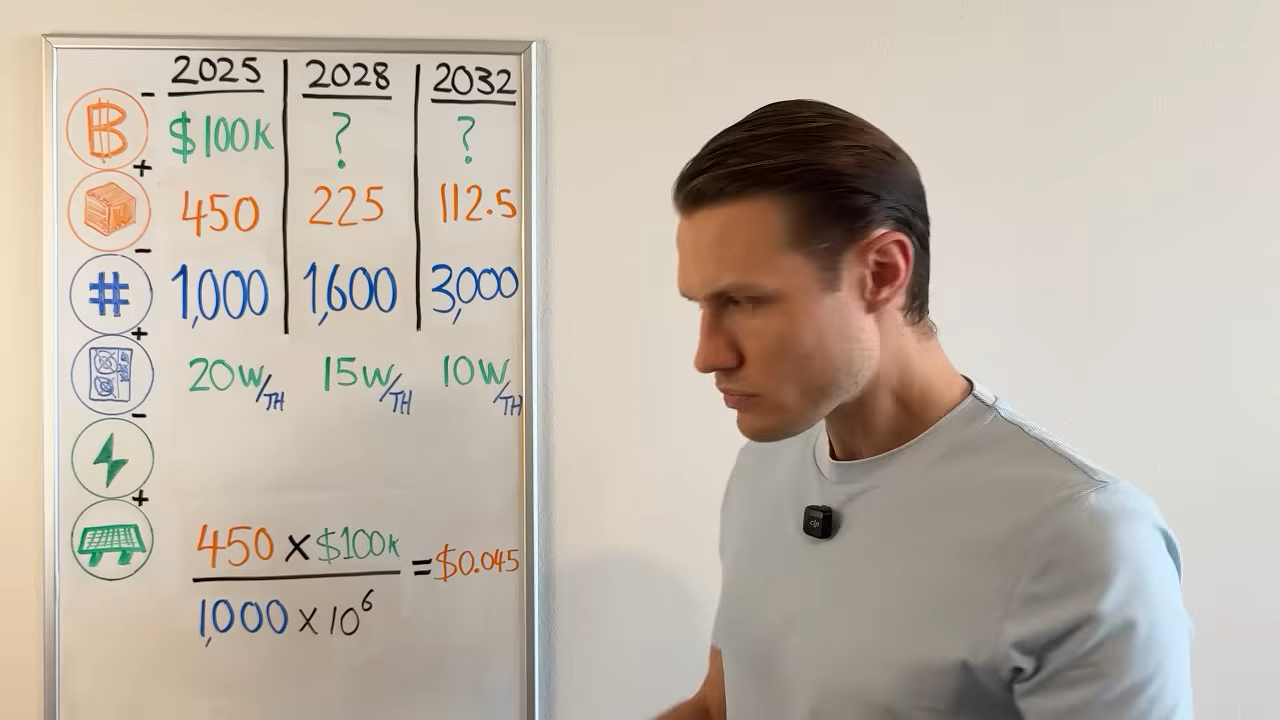 2025 2028 2032
$100K ? ?
450 225 112.5
# 1,000 1,600 3,000
20W/TH 15W/TH 10W/TH
450 x $100K = $0.045
1,000 x 10⁶
dji